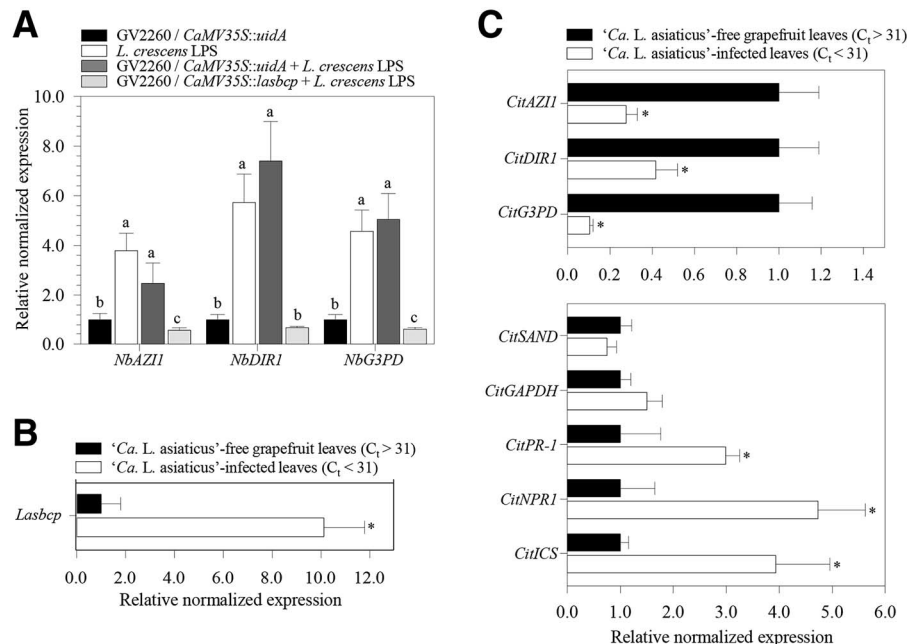 A
GV2260 / CaMV35S::uidA
L. crescens LPS
GV2260 / CaMV35S::uidA + L. crescens LPS
GV2260 / CaMV35S::lasbcp + L. crescens LPS
Relative normalized expression
10.0
8.0
6.0
4.0
2.0
0.0
b a a c
b a a b
b a a c
NbAZI1 NbDIR1 NbG3PD
B
‘Ca. L. asiaticus’-free grapefruit leaves (Ct > 31)
‘Ca. L. asiaticus’-infected leaves (Ct < 31)
Lasbcp
*
0.0 2.0 4.0 6.0 8.0 10.0 12.0
Relative normalized expression
C
‘Ca. L. asiaticus’-free grapefruit leaves (Ct > 31)
‘Ca. L. asiaticus’-infected leaves (Ct < 31)
CitAZI1
*
CitDIR1
*
CitG3PD
*
0.0 0.2 0.4 0.6 0.8 1.0 1.2 1.4
CitSAND
CitGAPDH
CitPR-1
*
CitNPR1
*
CitICS
*
0.0 1.0 2.0 3.0 4.0 5.0 6.0
Relative normalized expression